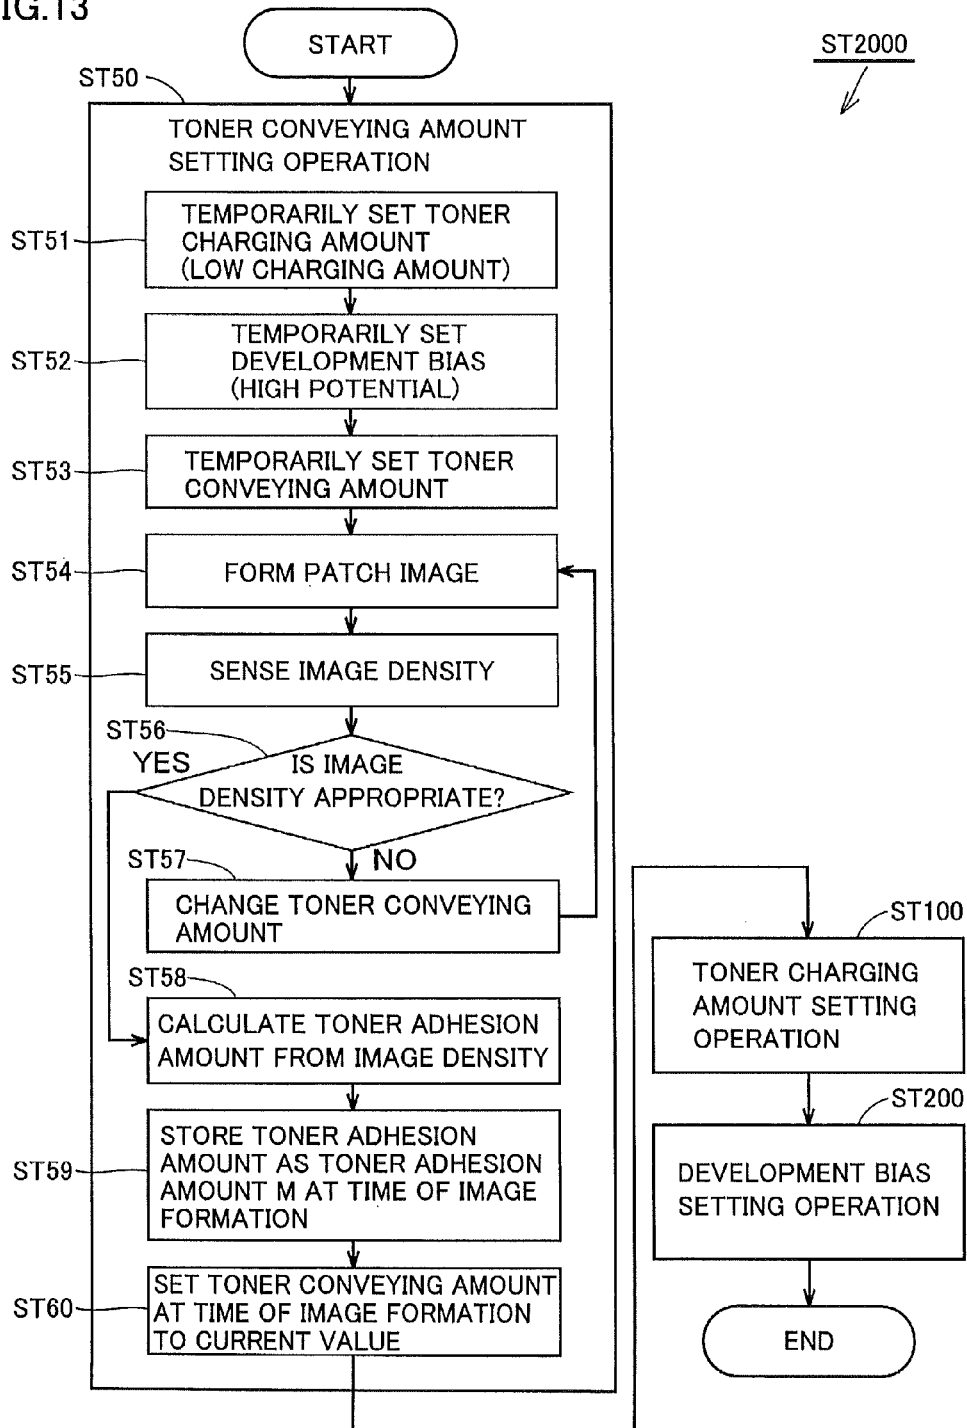 IG.13
START
ST2000
ST50
TONER CONVEYING AMOUNT
SETTING OPERATION
ST51
TEMPORARILY SET TONER
CHARGING AMOUNT
(LOW CHARGING AMOUNT)
ST52
TEMPORARILY SET
DEVELOPMENT BIAS
(HIGH POTENTIAL)
ST53
TEMPORARILY SET TONER
CONVEYING AMOUNT
ST54
FORM PATCH IMAGE
ST55
SENSE IMAGE DENSITY
ST56
YES
IS IMAGE
DENSITY APPROPRIATE?
NO
ST57
CHANGE TONER CONVEYING
AMOUNT
ST58
CALCULATE TONER ADHESION
AMOUNT FROM IMAGE DENSITY
ST59
STORE TONER ADHESION
AMOUNT AS TONER ADHESION
AMOUNT M AT TIME OF IMAGE
FORMATION
ST60
SET TONER CONVEYING AMOUNT
AT TIME OF IMAGE FORMATION
TO CURRENT VALUE
ST100
TONER CHARGING
AMOUNT SETTING
OPERATION
ST200
DEVELOPMENT BIAS
SETTING OPERATION
END